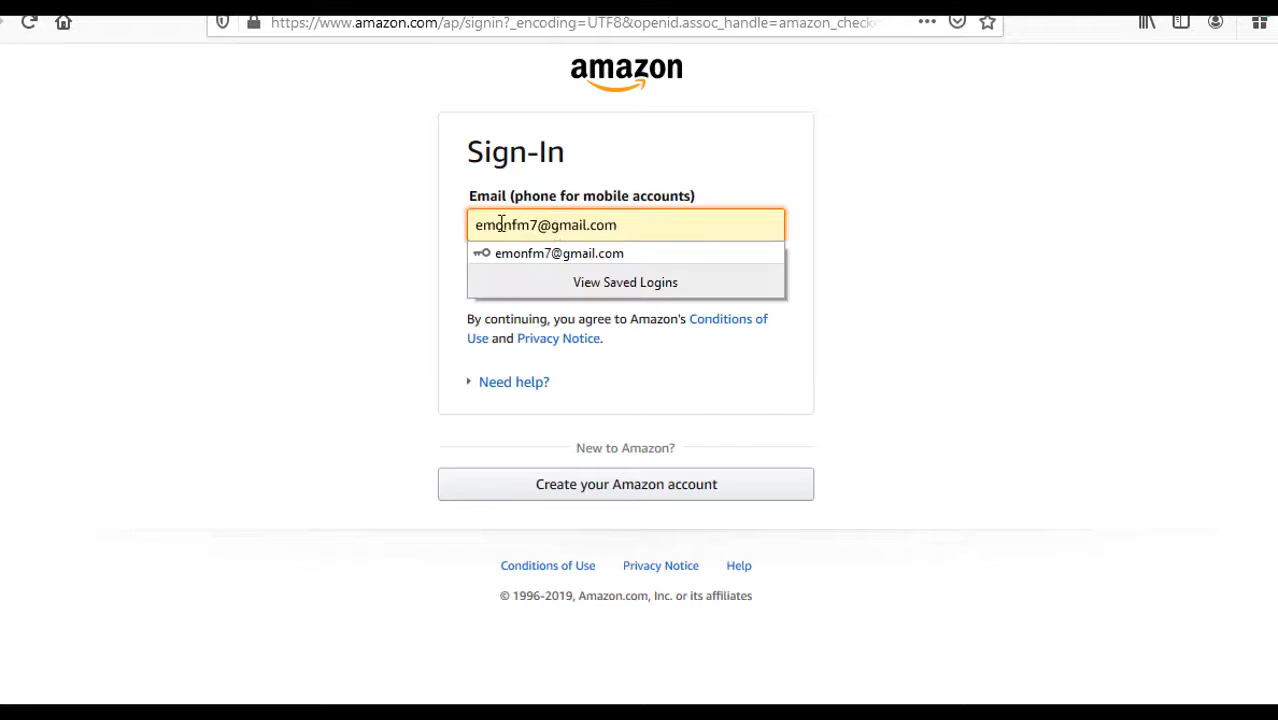 https://www.amazon.com/ap/signin?_encoding=UTF8&openid.assoc_handle=amazon_check
amazon
Sign-In
Email (phone for mobile accounts)
emonfm7@gmail.com
emonfm7@gmail.com
View Saved Logins
By continuing, you agree to Amazon's Conditions of
Use and Privacy Notice.
Need help?
New to Amazon?
Create your Amazon account
Conditions of Use Privacy Notice Help
© 1996-2019, Amazon.com, Inc. or its affiliates